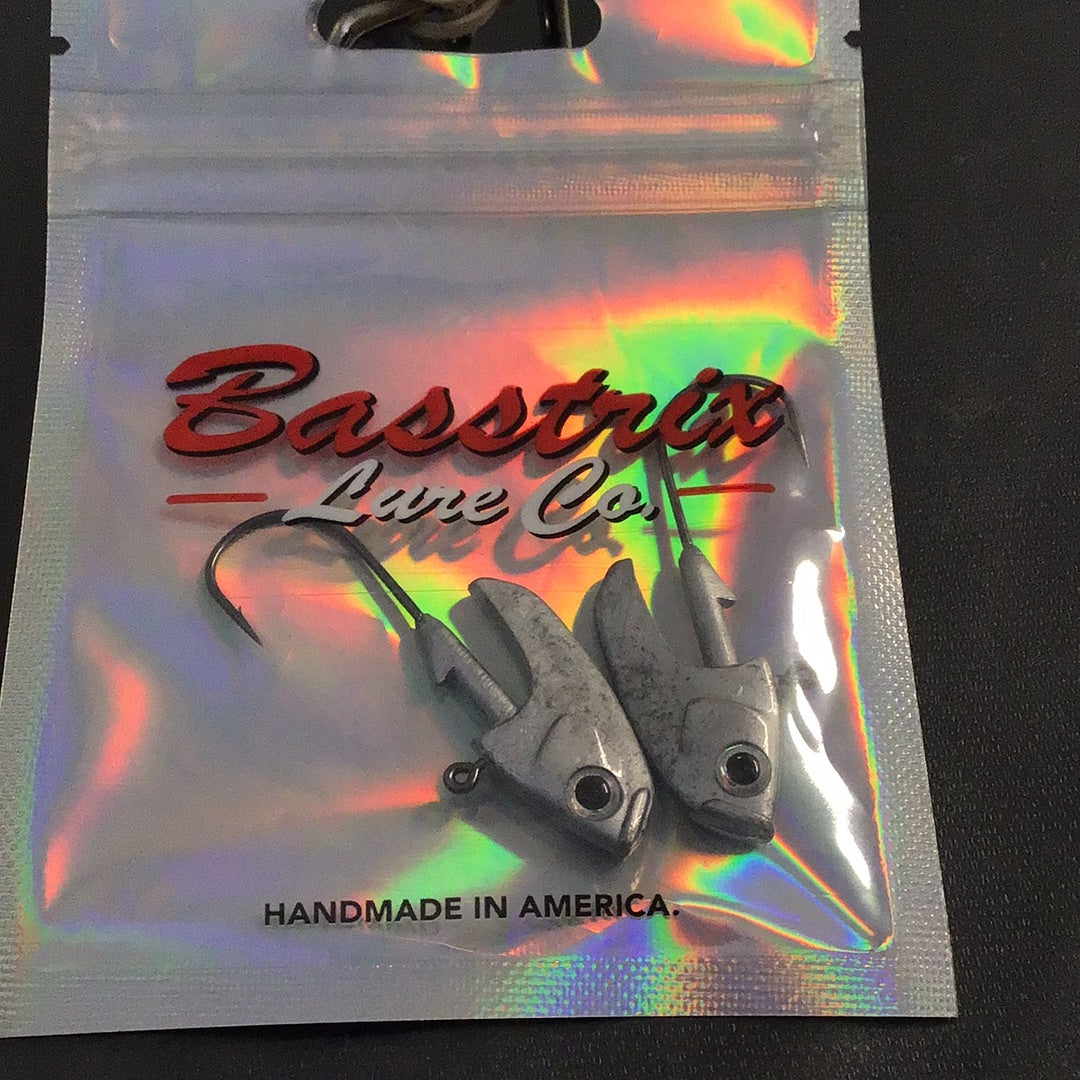 Basstrix
Lure Co.
HANDMADE IN AMERICA.